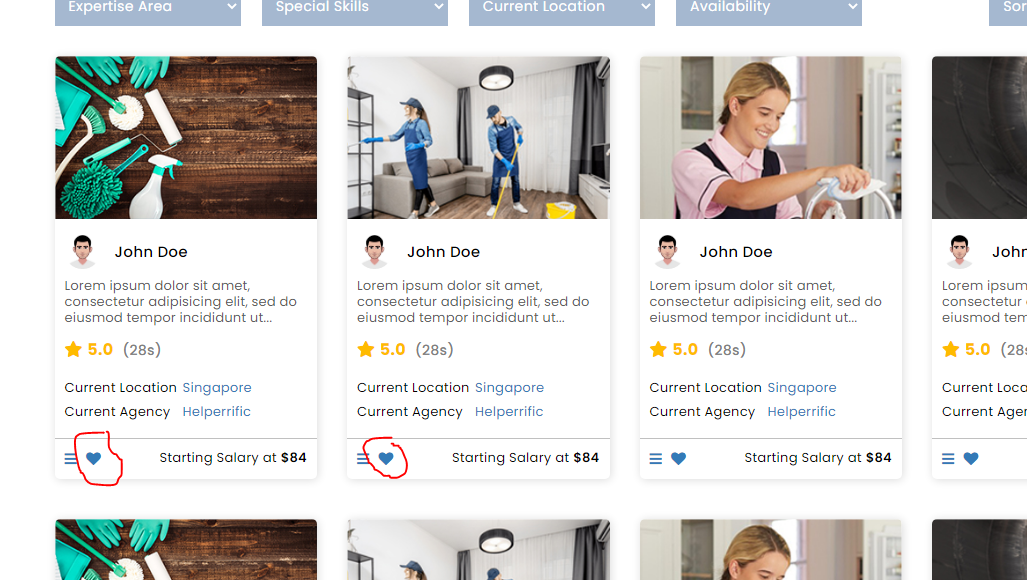 Expertise Area Special Skills Current Location Availability Sor
John Doe John Doe John Doe John
Lorem ipsum dolor sit amet, Lorem ipsum dolor sit amet, Lorem ipsum dolor sit amet, Lorem ipsum
consectetur adipisicing elit, sed do consectetur adipisicing elit, sed do consectetur adipisicing elit, sed do consectetur
eiusmod tempor incididunt ut... eiusmod tempor incididunt ut... eiusmod tempor incididunt ut... eiusmod te
5.0 (28s) 5.0 (28s) 5.0 (28s) 5.0 (28s
Current Location Singapore Current Location Singapore Current Location Singapore Current Loca
Current Agency Helperrific Current Agency Helperrific Current Agency Helperrific Current Agen
Starting Salary at $84 Starting Salary at $84 Starting Salary at $84